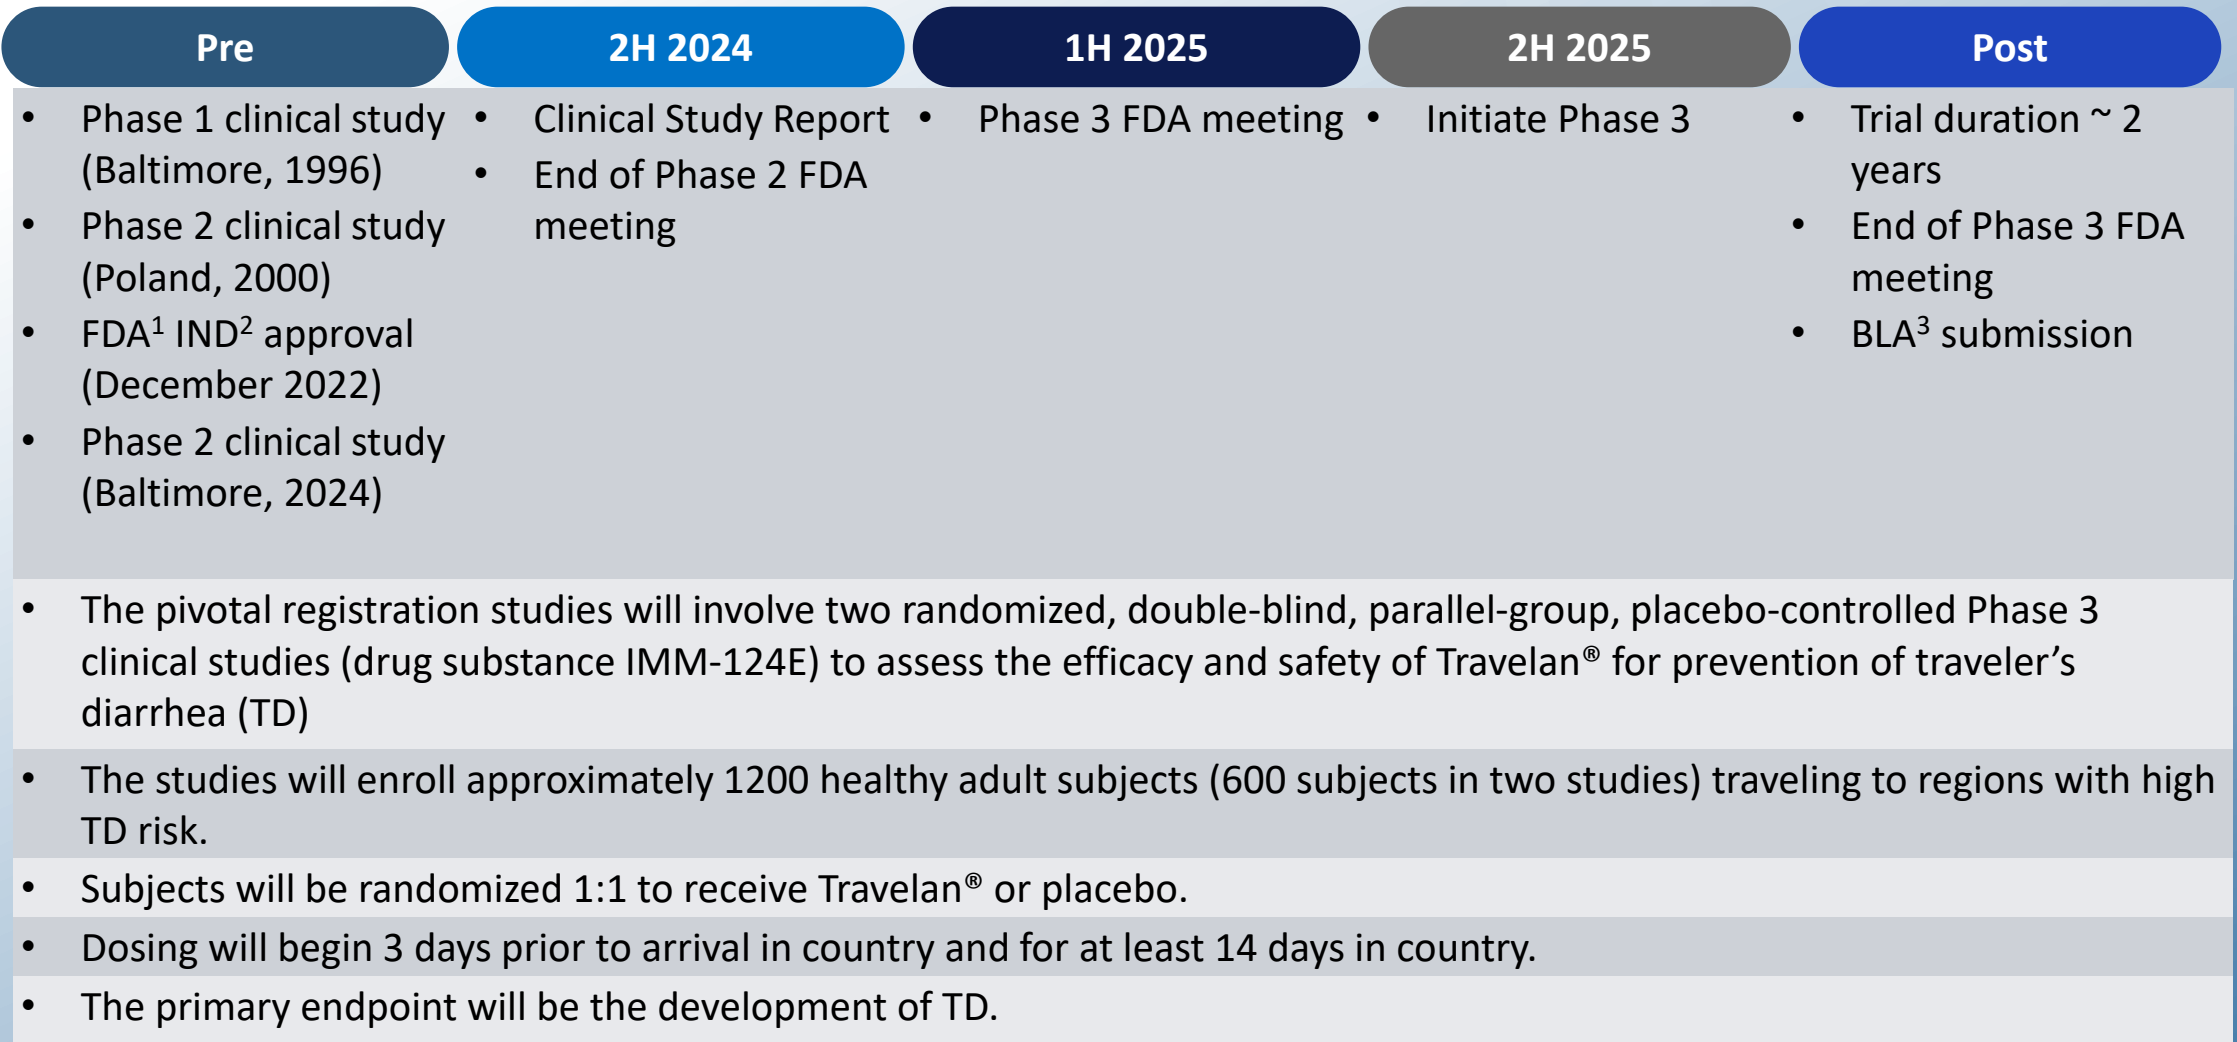 Pre
2H 2024
1H 2025
2H 2025
Post
• Phase 1 clinical study
(Baltimore, 1996)
• Phase 2 clinical study
(Poland, 2000)
• FDA¹ IND² approval
(December 2022)
• Phase 2 clinical study
(Baltimore, 2024)
• Clinical Study Report
• End of Phase 2 FDA
meeting
• Phase 3 FDA meeting
• Initiate Phase 3
• Trial duration ~ 2
years
• End of Phase 3 FDA
meeting
• BLA³ submission
• The pivotal registration studies will involve two randomized, double-blind, parallel-group, placebo-controlled Phase 3
clinical studies (drug substance IMM-124E) to assess the efficacy and safety of Travelan® for prevention of traveler’s
diarrhea (TD)
• The studies will enroll approximately 1200 healthy adult subjects (600 subjects in two studies) traveling to regions with high
TD risk.
• Subjects will be randomized 1:1 to receive Travelan® or placebo.
• Dosing will begin 3 days prior to arrival in country and for at least 14 days in country.
• The primary endpoint will be the development of TD.